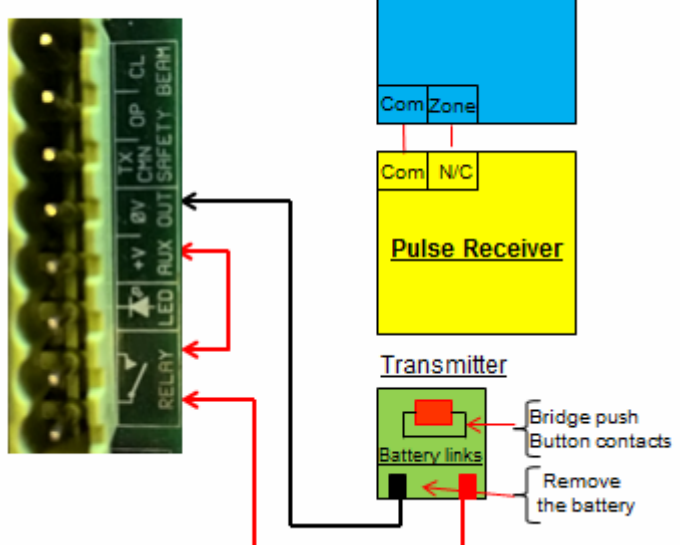 CL
OP
TX
CMN
SAFETY BEAM
0V
+V
AUX OUT
LED
RELAY
Com Zone
Com N/C
Pulse Receiver
Transmitter
Battery links
Bridge push
Button contacts
Remove
the battery